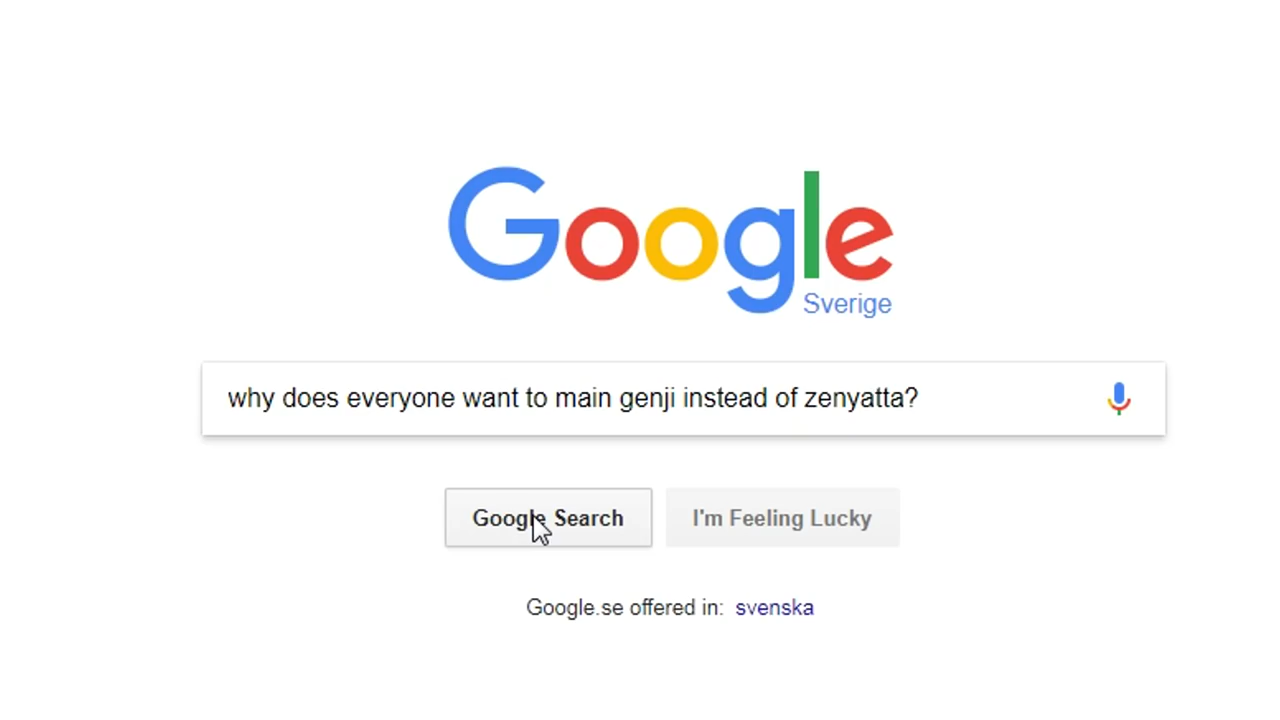 Google
Sverige
why does everyone want to main genji instead of zenyatta?
Google Search
I'm Feeling Lucky
Google.se offered in: svenska